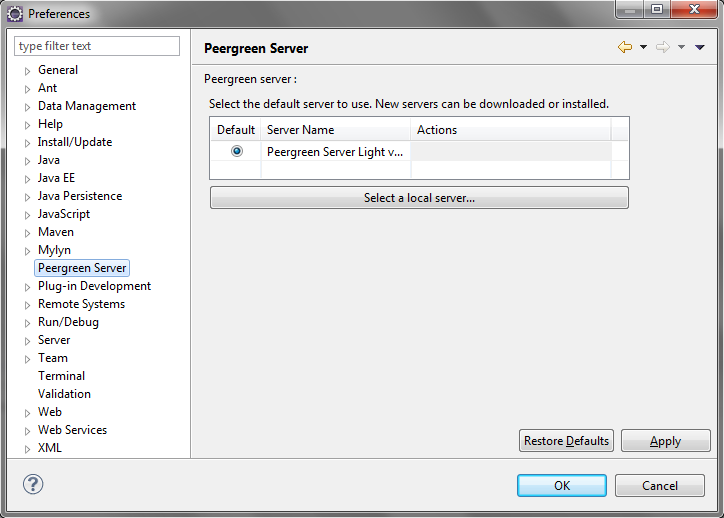 Preferences
type filter text
General
Ant
Data Management
Help
Install/Update
Java
Java EE
Java Persistence
JavaScript
Maven
Mylyn
Peergreen Server
Plug-in Development
Remote Systems
Run/Debug
Server
Team
Terminal
Validation
Web
Web Services
XML
Peergreen Server
Peergreen server :
Select the default server to use. New servers can be downloaded or installed.
Default Server Name Actions
Peergreen Server Light v...
Select a local server...
Restore Defaults Apply
? OK Cancel